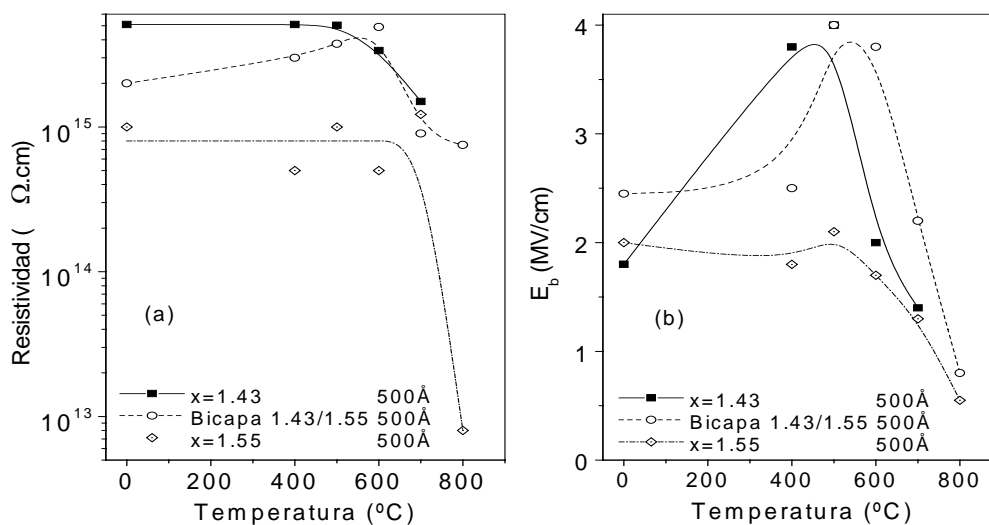 Resistividad ( Ω.cm)
10^15
10^14
10^13
(a)
x=1.43 500Å
Bicapa 1.43/1.55 500Å
x=1.55 500Å
0 200 400 600 800
Temperatura (ºC)
E_b (MV/cm)
4
3
2
1
0
(b)
x=1.43 500Å
Bicapa 1.43/1.55 500Å
x=1.55 500Å
0 200 400 600 800
Temperatura (ºC)